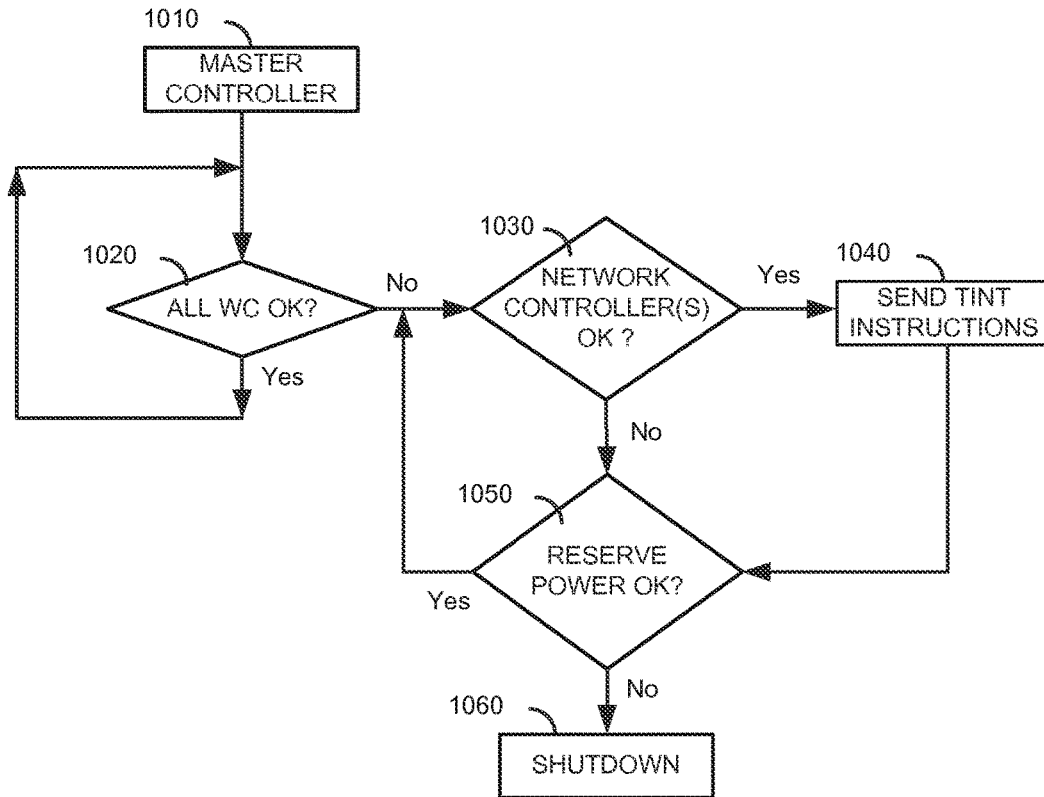 1010
MASTER
CONTROLLER
1020
ALL WC OK?
No
Yes
1030
NETWORK
CONTROLLER(S)
OK ?
Yes
No
1040
SEND TINT
INSTRUCTIONS
1050
RESERVE
POWER OK?
Yes
No
1060
SHUTDOWN